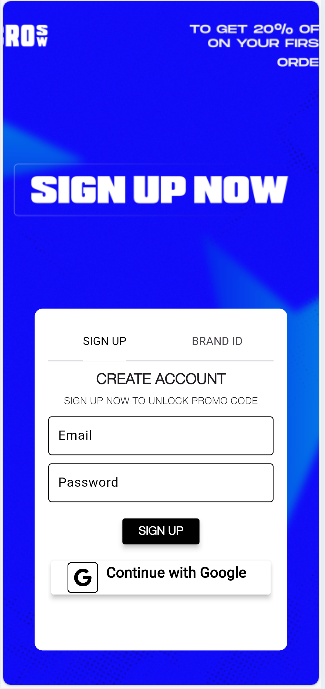 BROS
SW
TO GET 20% OF
ON YOUR FIRS
ORDE
SIGN UP NOW
SIGN UP
BRAND ID
CREATE ACCOUNT
SIGN UP NOW TO UNLOCK PROMO CODE
Email
Password
SIGN UP
G Continue with Google